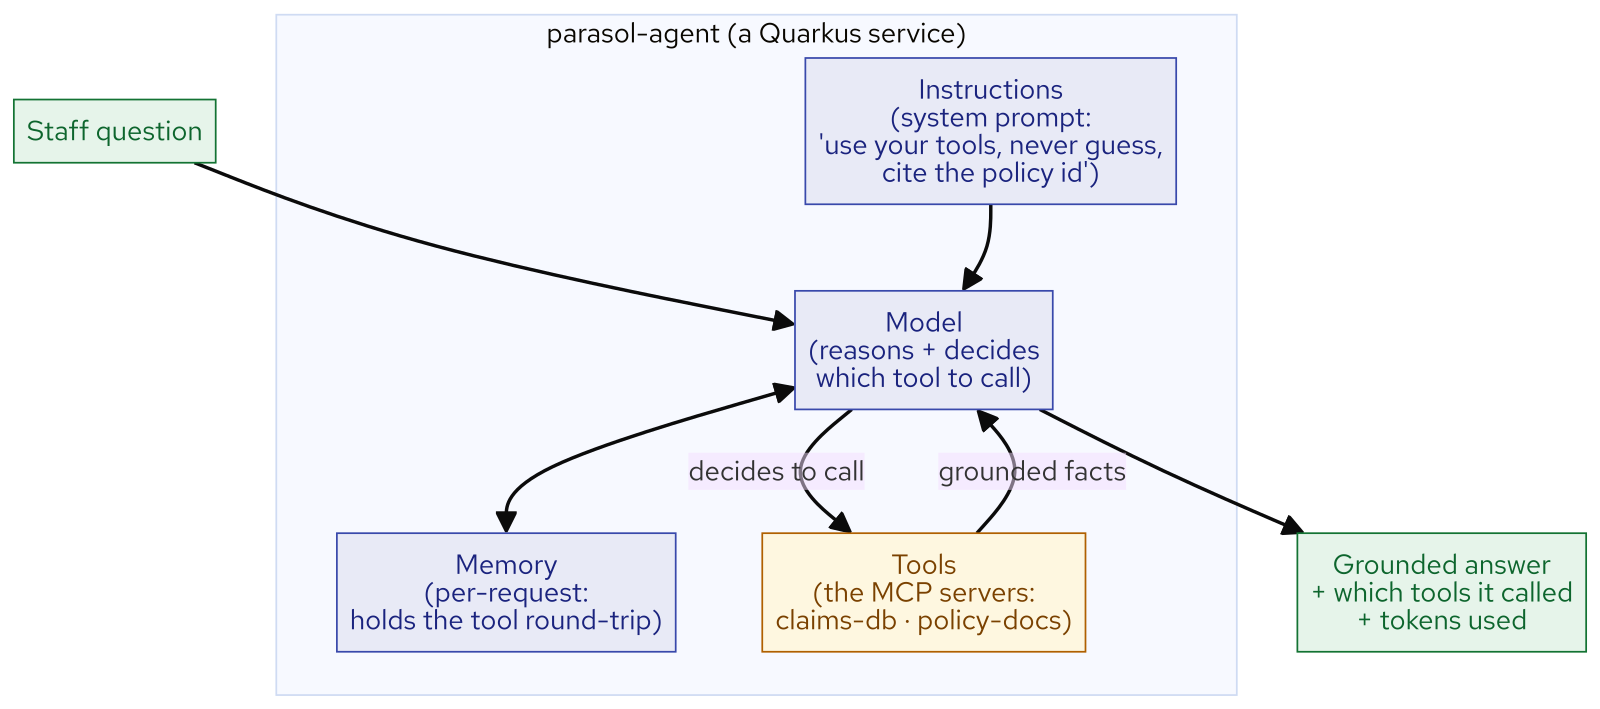 parasol-agent (a Quarkus service)
Instructions
(system prompt:
'use your tools, never guess,
cite the policy id')
Staff question
Model
(reasons + decides
which tool to call)
decides to call
grounded facts
Memory
(per-request:
holds the tool round-trip)
Tools
(the MCP servers:
claims-db · policy-docs)
Grounded answer
+ which tools it called
+ tokens used